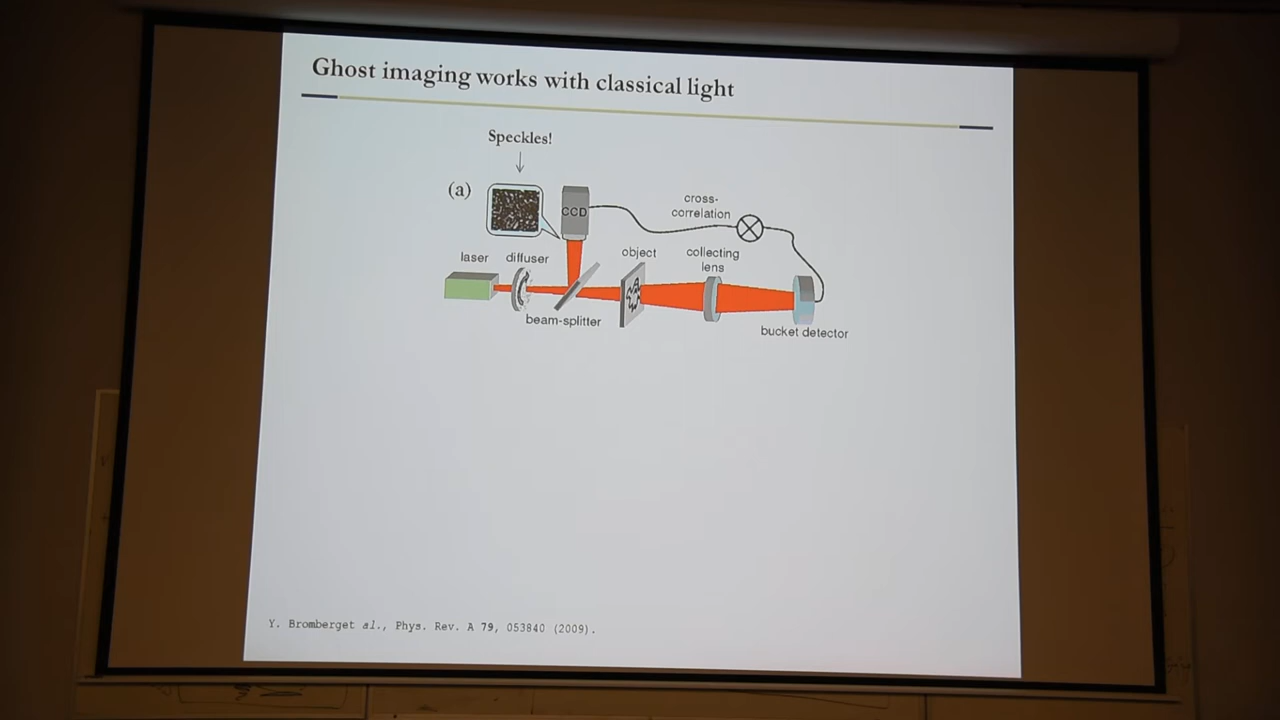 Ghost imaging works with classical light
Speckles!
(a)
CCD
cross-
correlation
laser
diffuser
object
collecting
lens
beam-splitter
bucket detector
Y. Bromberget al., Phys. Rev. A 79, 053840 (2009).